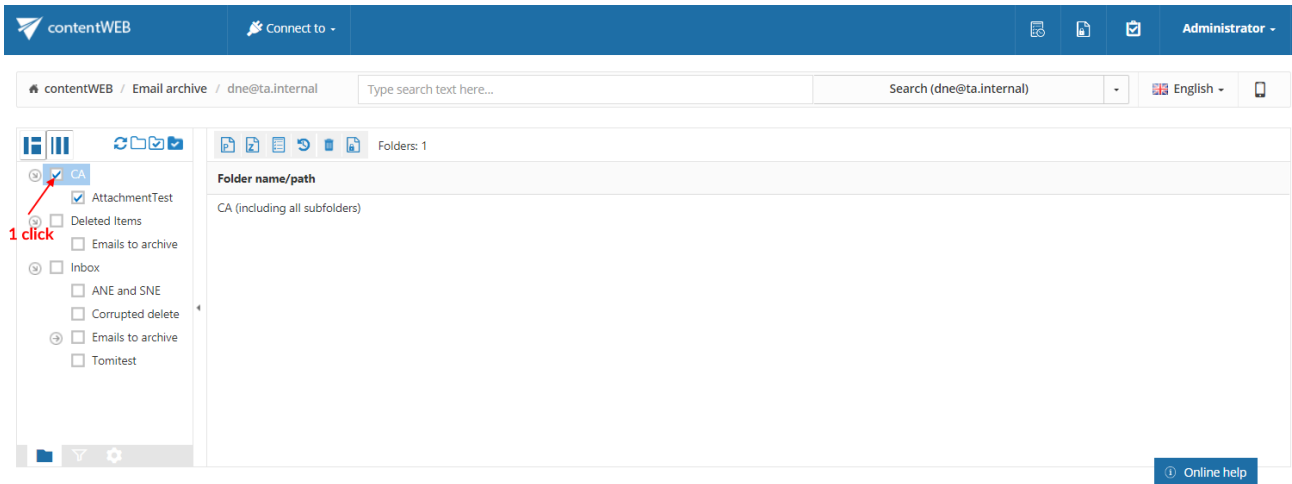 contentWEB
Connect to
Administrator
contentWEB / Email archive / dne@ta.internal
Type search text here...
Search (dne@ta.internal)
English
Folders: 1
CA
Folder name/path
AttachmentTest
CA (including all subfolders)
Deleted Items
1 click
Emails to archive
Inbox
ANE and SNE
Corrupted delete
Emails to archive
Tomitest
Online help